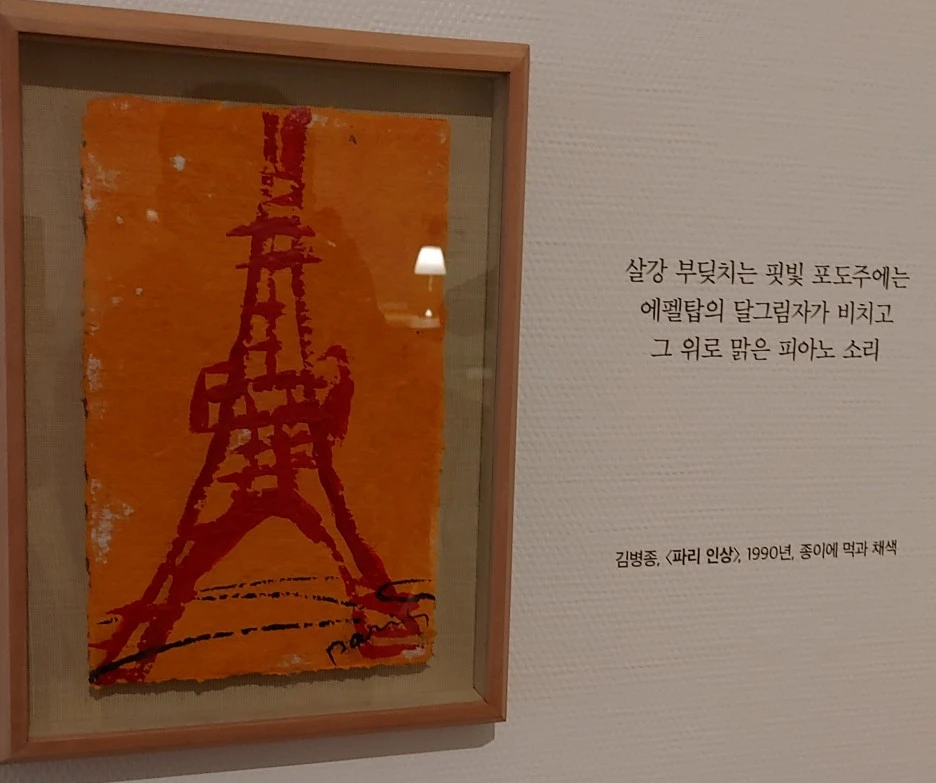 paris
살강 부딪치는 핏빛 포도주에는
에펠탑의 달그림자가 비치고
그 위로 맑은 피아노 소리
김병종, 〈파리 인상〉, 1990년, 종이에 먹과 채색